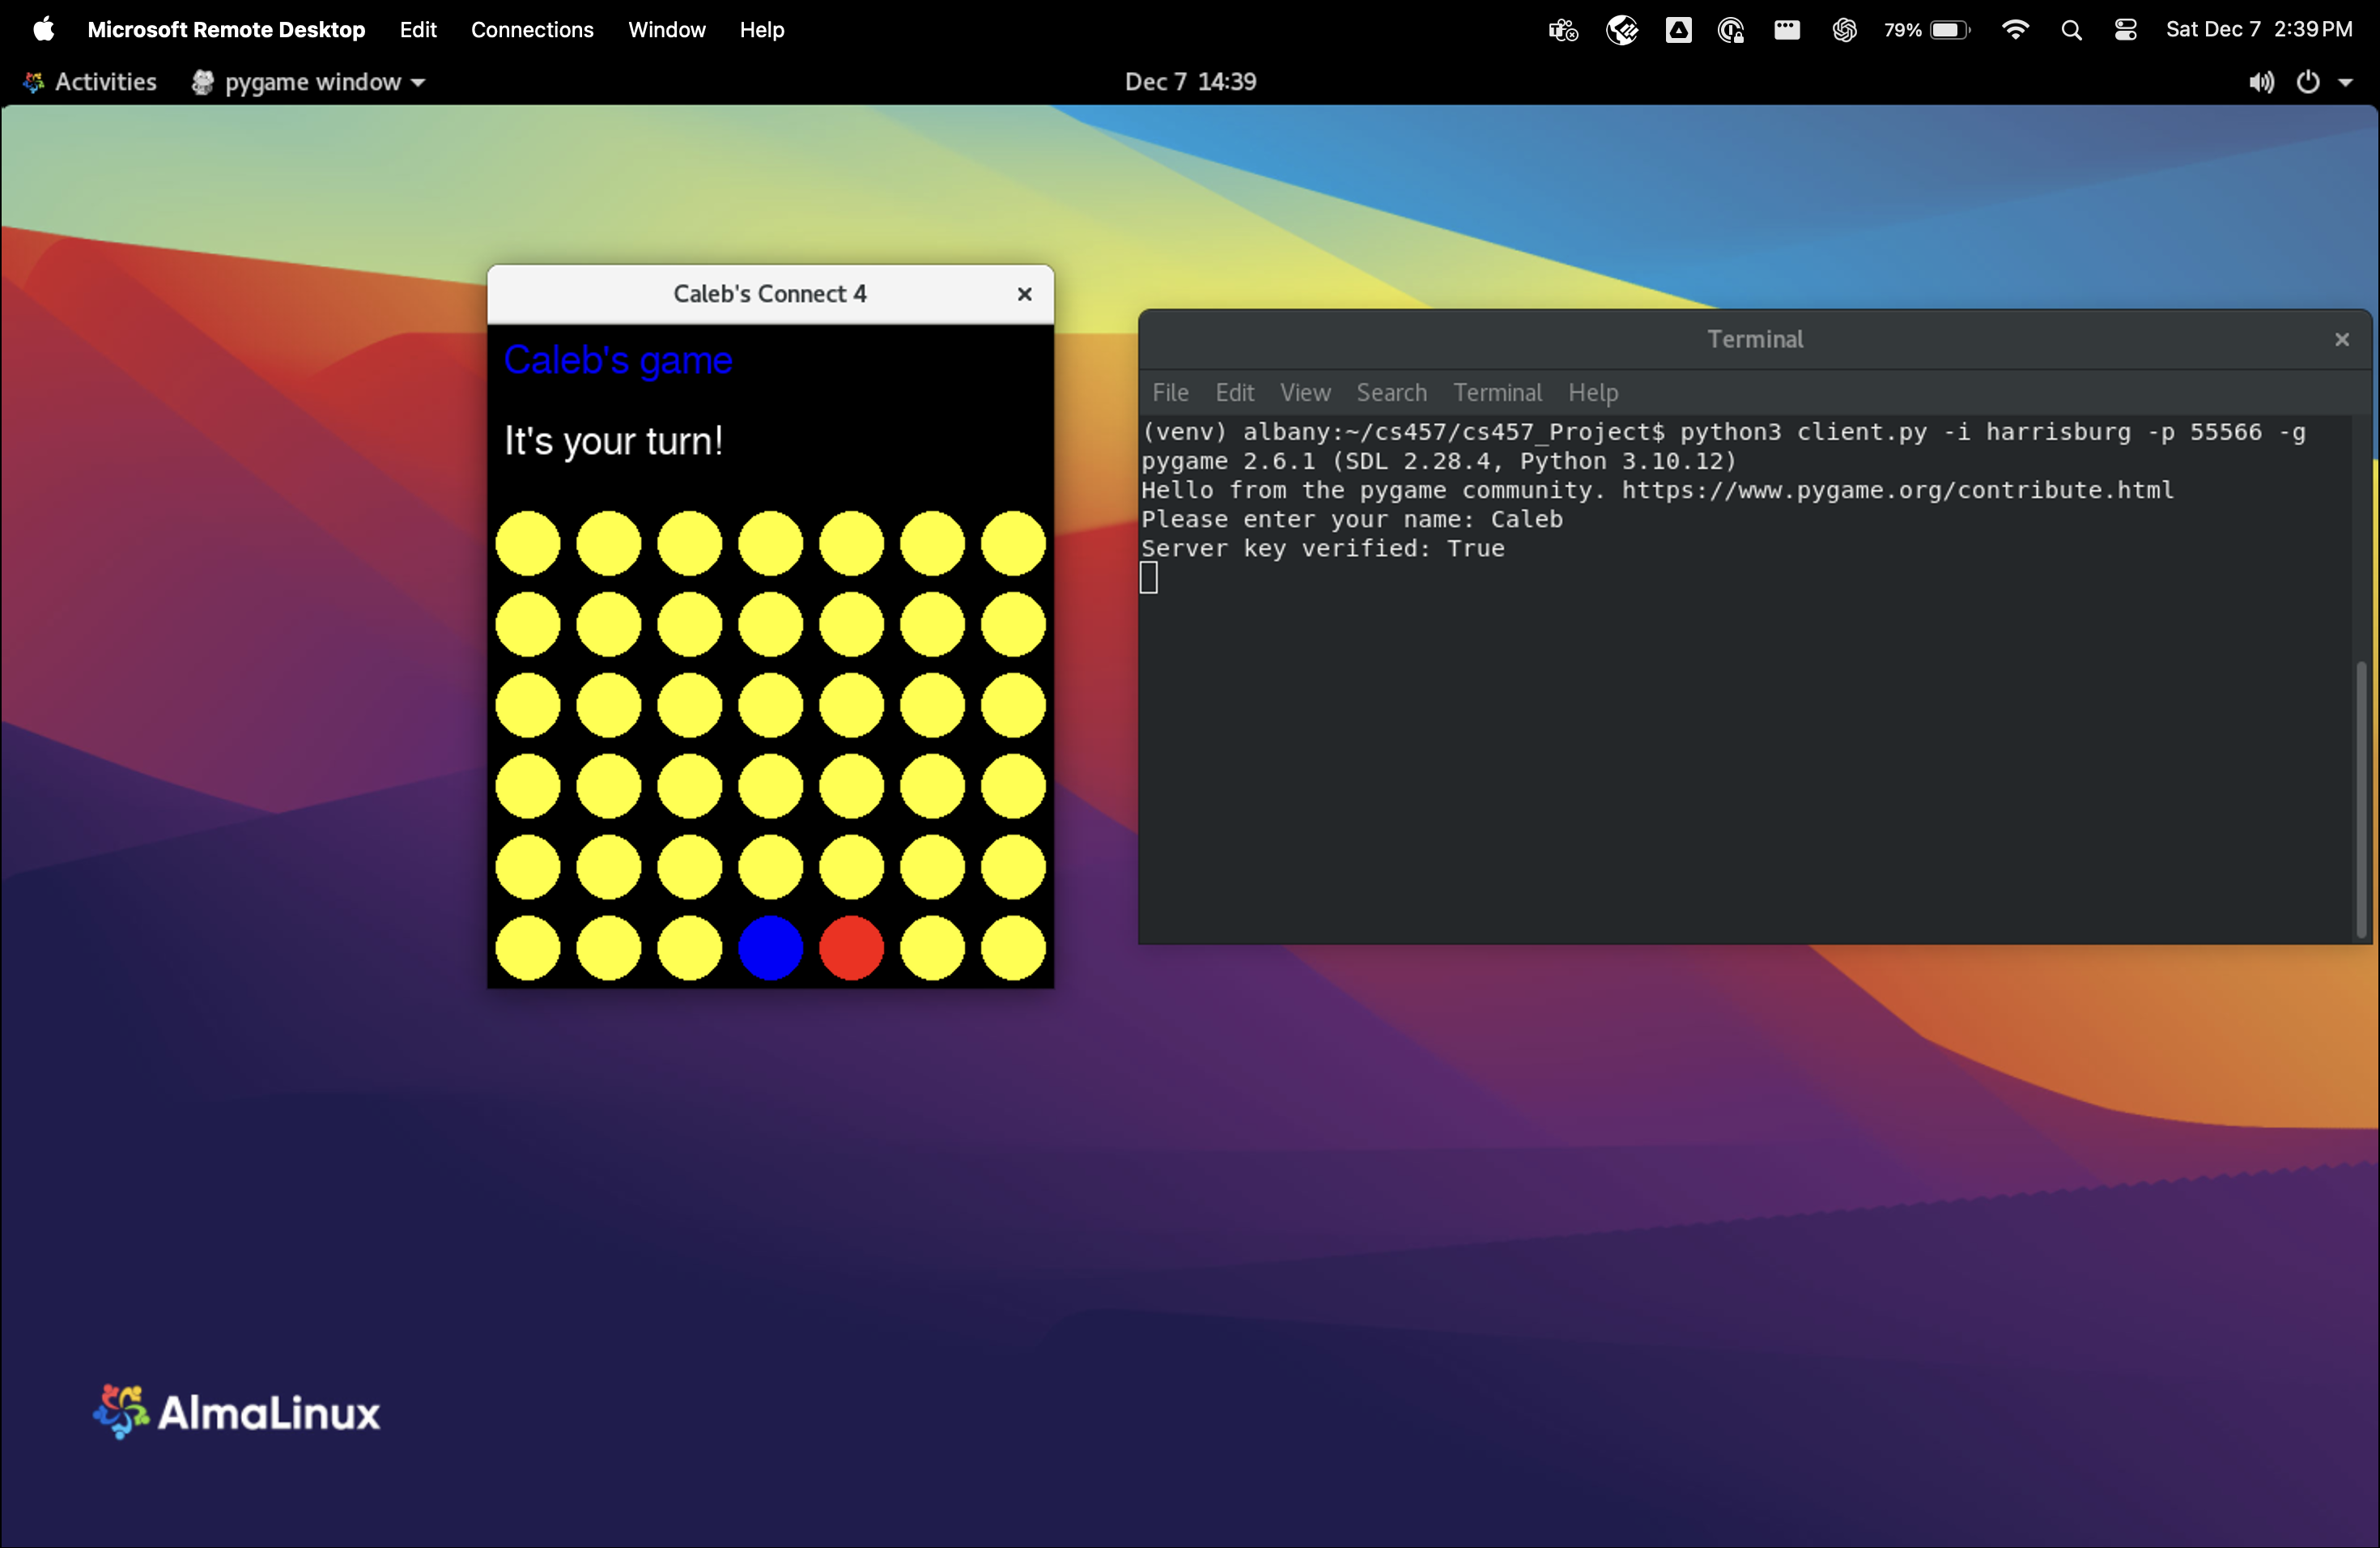 Microsoft Remote Desktop Edit Connections Window Help 79% Sat Dec 7 2:39 PM
Activities pygame window Dec 7 14:39
Caleb's Connect 4
Caleb's game
It's your turn!
Terminal
File Edit View Search Terminal Help
(venv) albany:~/cs457/cs457_Project$ python3 client.py -i harrisburg -p 55566 -g
pygame 2.6.1 (SDL 2.28.4, Python 3.10.12)
Hello from the pygame community. https://www.pygame.org/contribute.html
Please enter your name: Caleb
Server key verified: True
AlmaLinux